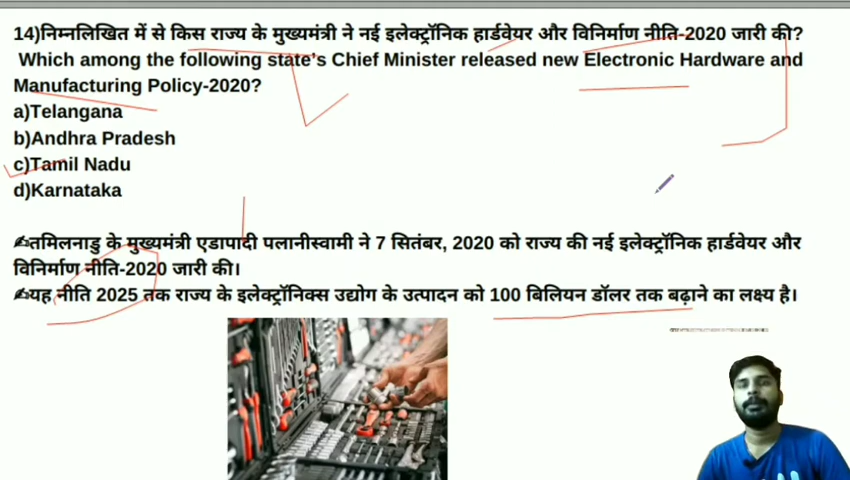 14)निम्नलिखित में से किस राज्य के मुख्यमंत्री ने नई इलेक्ट्रॉनिक हार्डवेयर और विनिर्माण नीति-2020 जारी की?
Which among the following state's Chief Minister released new Electronic Hardware and
Manufacturing Policy-2020?
a)Telangana
b)Andhra Pradesh
c)Tamil Nadu
d)Karnataka
✍तमिलनाडु के मुख्यमंत्री एडापादी पलानीस्वामी ने 7 सितंबर, 2020 को राज्य की नई इलेक्ट्रॉनिक हार्डवेयर और
विनिर्माण नीति-2020 जारी की।
✍यह नीति 2025 तक राज्य के इलेक्ट्रॉनिक्स उद्योग के उत्पादन को 100 बिलियन डॉलर तक बढ़ाने का लक्ष्य है।